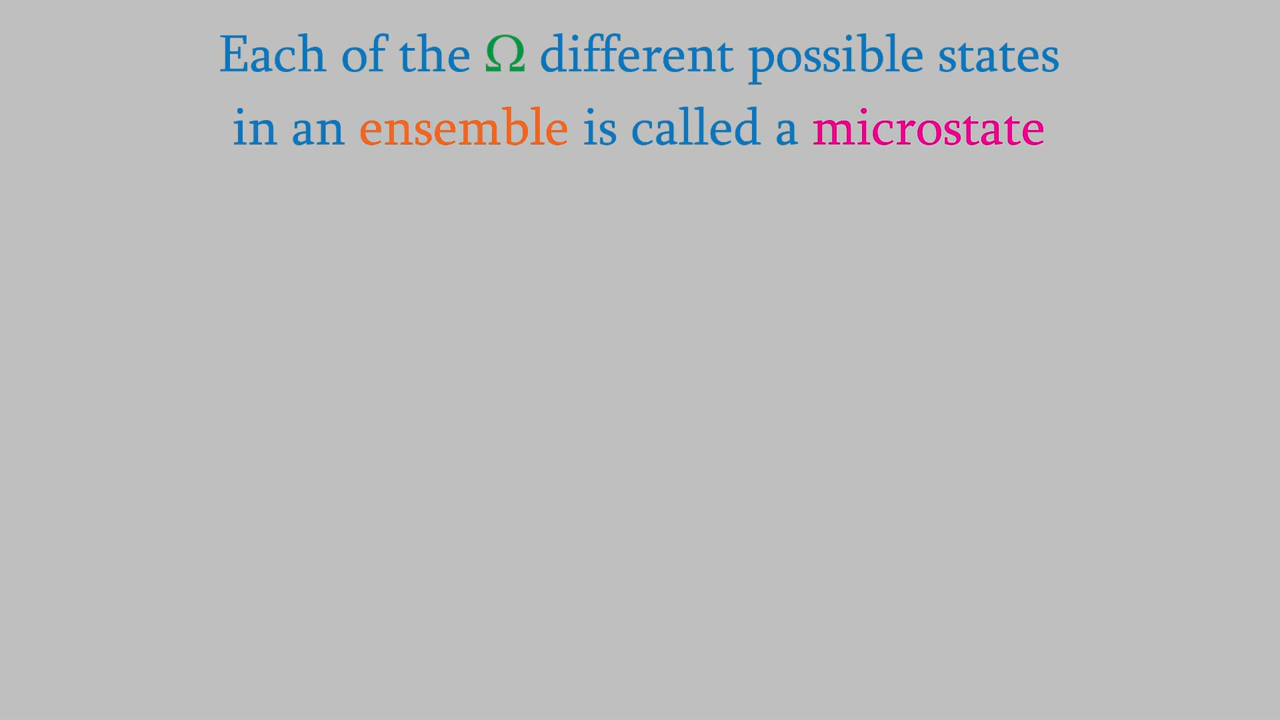 Each of the Ω different possible states
in an ensemble is called a microstate